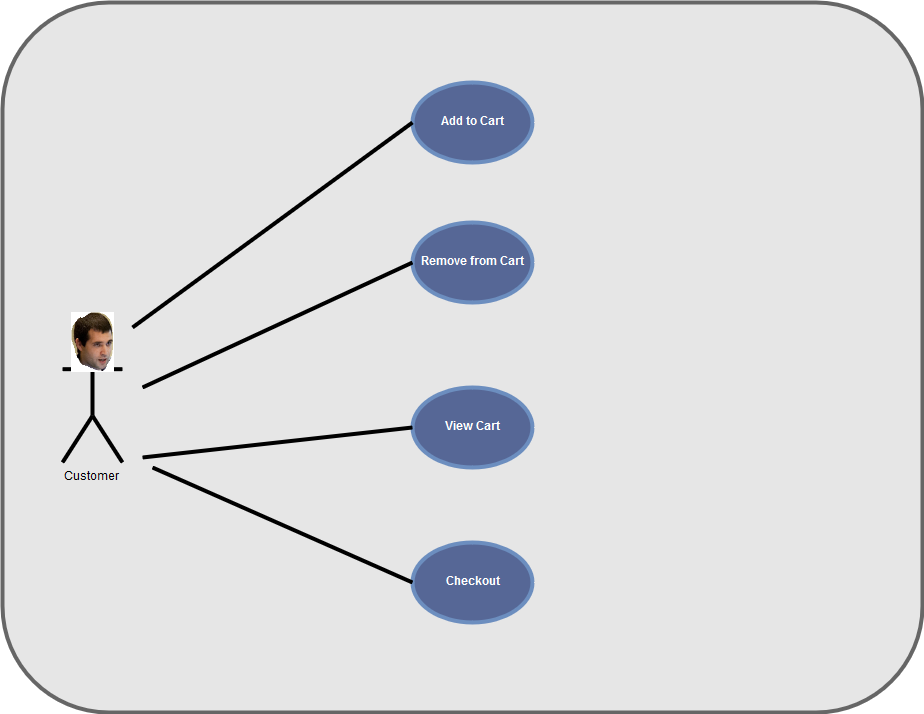 Add to Cart
Remove from Cart
View Cart
Customer
Checkout